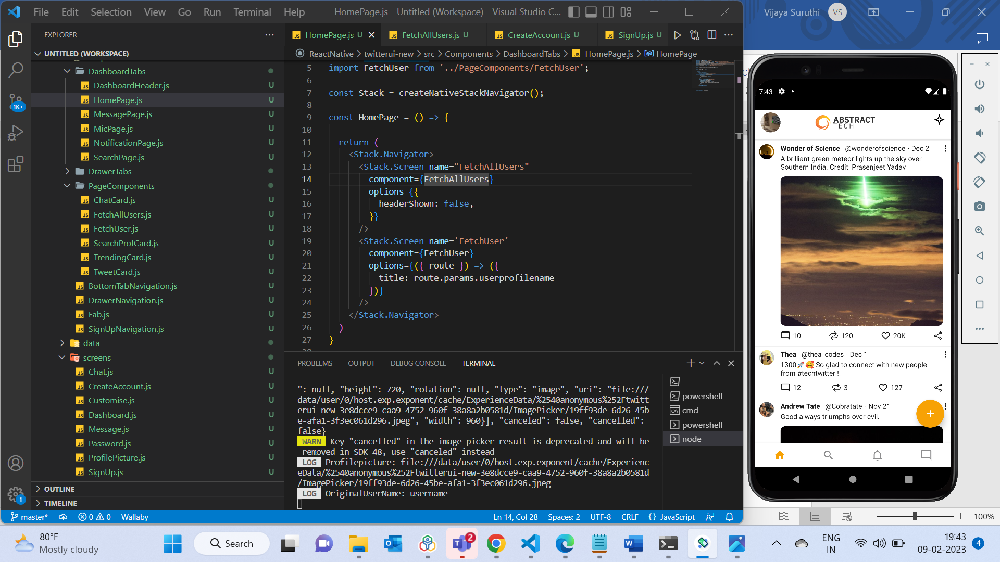 File Edit Selection View Go Run Terminal Help
HomePage.js - Untitled (Workspace) - Visual Studio C...
Vijaya Suruthi VS
EXPLORER
UNTITLED (WORKSPACE)
1K+
DashboardTabs
DashboardHeader.js U
HomePage.js U
MessagePage.js U
MicPage.js U
NotificationPage.js U
SearchPage.js U
DrawerTabs
PageComponents
ChatCard.js U
FetchAllUsers.js U
FetchUser.js U
SearchProfCard.js U
TrendingCard.js U
TweetCard.js U
BottomTabNavigation.js U
DrawerNavigation.js U
Fab.js U
SignUpNavigation.js U
data
screens
Chat.js U
CreateAccount.js U
Customise.js U
Dashboard.js U
Message.js U
Password.js U
ProfilePicture.js U
SignUp.js U
OUTLINE
TIMELINE
1
HomePage.js U FetchAllUsers.js U CreateAccount.js U SignUp.js U
ReactNative > twitterui-new > src > Components > DashboardTabs > HomePage.js > HomePage
5 import FetchUser from '../PageComponents/FetchUser';
6
7 const Stack = createNativeStackNavigator();
8
9 const HomePage = () => {
10
11 return (
12 <Stack.Navigator>
13 <Stack.Screen name="FetchAllUsers"
14 component={FetchAllUsers}
15 options={{
16 headerShown: false,
17 }}
18 />
19 <Stack.Screen name='FetchUser'
20 component={FetchUser}
21 options={({ route }) => ({
22 title: route.params.userprofilename
23 })}
24 />
25 </Stack.Navigator>
26 )
27 }
PROBLEMS OUTPUT DEBUG CONSOLE TERMINAL
": null, "height": 720, "rotation": null, "type": "image", "uri": "file:///
data/user/0/host.exp.exponent/cache/ExperienceData/%2540anonymous%252Ftwitt
erui-new-3e8dcce9-caa9-4752-960f-38a8a2b0581d/ImagePicker/19ff93de-6d26-45b
e-afa1-3f3ec061d296.jpeg", "width": 960}], "canceled": false, "cancelled":
false}
WARN Key "cancelled" in the image picker result is deprecated and will be
removed in SDK 48, use "canceled" instead
LOG Profilepicture: file:///data/user/0/host.exp.exponent/cache/Experienc
eData/%2540anonymous%252Ftwitterui-new-3e8dcce9-caa9-4752-960f-38a8a2b0581d
/ImagePicker/19ff93de-6d26-45be-afa1-3f3ec061d296.jpeg
LOG OriginalUserName: username
powershell
cmd
powershell
node
master* 0 0 Wallaby
Ln 14, Col 28 Spaces: 2 UTF-8 CRLF {} JavaScript
7:43
ABSTRACT
TECH
Wonder of Science @wonderofscience · Dec 2
A brilliant green meteor lights up the sky over
Southern India. Credit: Prasenjeet Yadav
10 120 20K
Thea @thea_codes · Dec 1
1300🚀🥰 So glad to connect with new people
from #techtwitter !!
12 3 127
Andrew Tate @Cobratate · Nov 21
Good always triumphs over evil.
+
100%
80°F
Mostly cloudy
Search
2
ENG
IN
19:43
09-02-2023
4